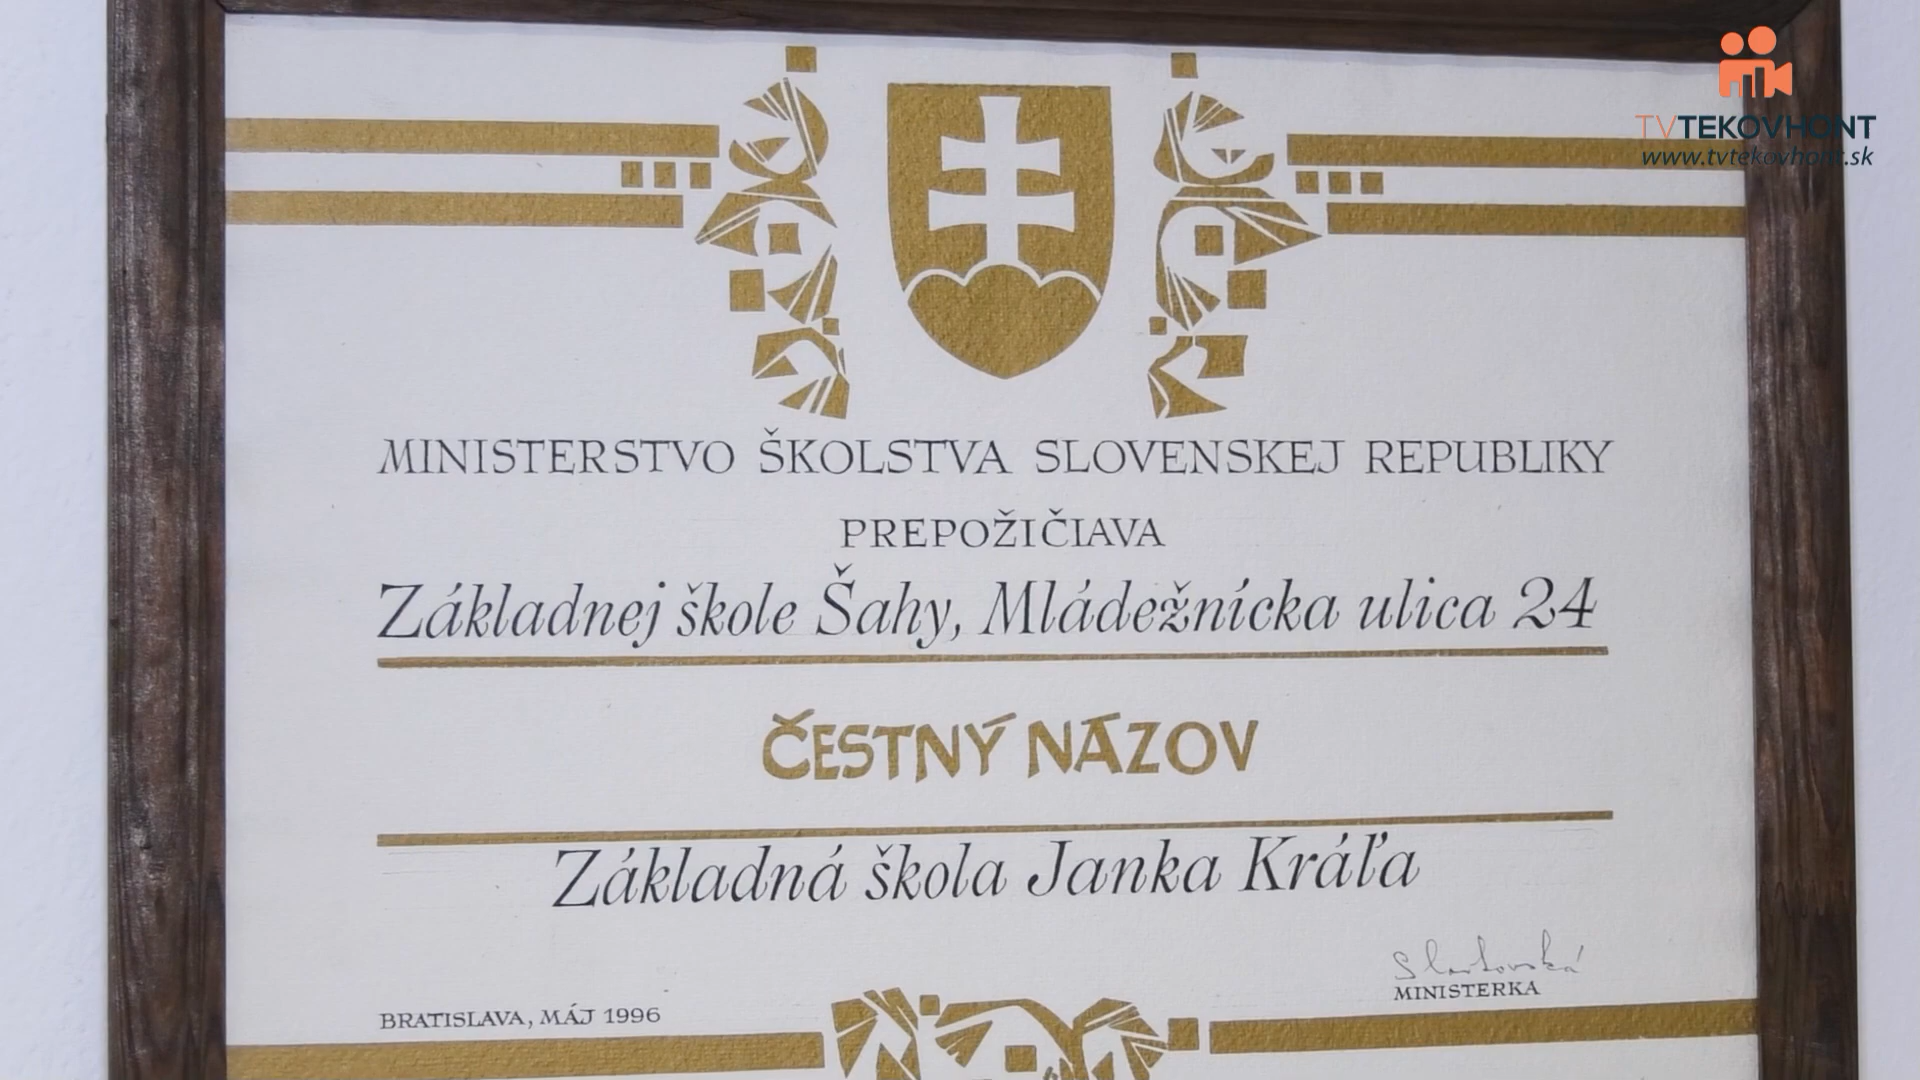 TVTEKOVHONT
www.tvtekovhont.sk
MINISTERSTVO ŠKOLSTVA SLOVENSKEJ REPUBLIKY
PREPOŽIČIAVA
Základnej škole Šahy, Mládežnícka ulica 24
ČESTNÝ NÁZOV
Základná škola Janka Kráľa
Slavkovská
MINISTERKA
BRATISLAVA, MÁJ 1996